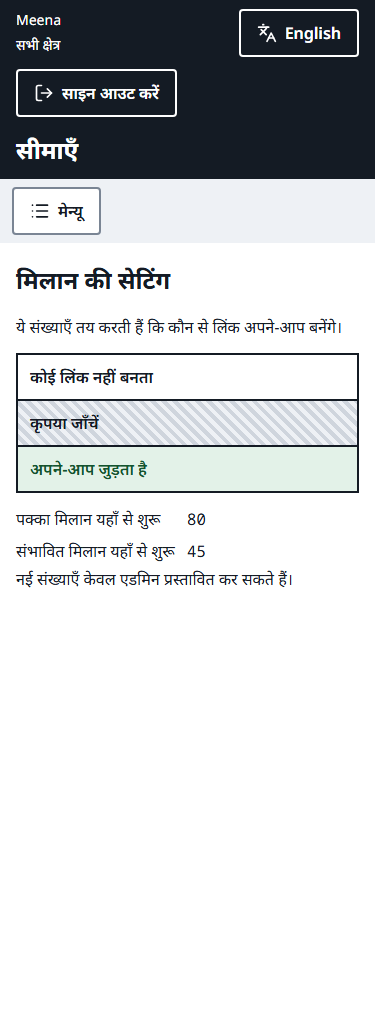 Meena
सभी क्षेत्र
English
साइन आउट करें
सीमाएँ
मेन्यू
मिलान की सेटिंग
ये संख्याएँ तय करती हैं कि कौन से लिंक अपने-आप बनेंगे।
कोई लिंक नहीं बनता
कृपया जाँचें
अपने-आप जुड़ता है
पक्का मिलान यहाँ से शुरू 80
संभावित मिलान यहाँ से शुरू 45
नई संख्याएँ केवल एडमिन प्रस्तावित कर सकते हैं।